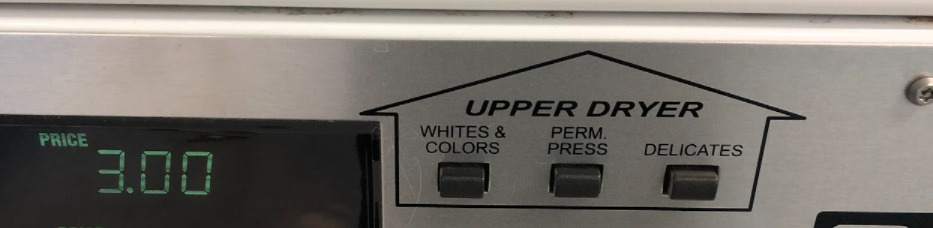 UPPER DRYER
WHITES &
COLORS
PERM.
PRESS
DELICATES
PRICE
3.00